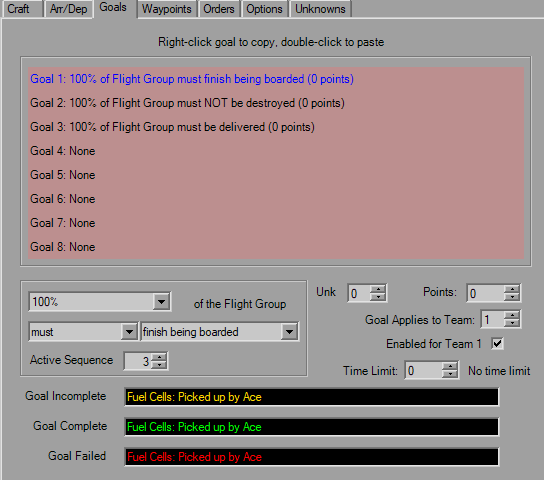 Craft Arr/Dep Goals Waypoints Orders Options Unknowns
Right-click goal to copy, double-click to paste
Goal 1: 100% of Flight Group must finish being boarded (0 points)
Goal 2: 100% of Flight Group must NOT be destroyed (0 points)
Goal 3: 100% of Flight Group must be delivered (0 points)
Goal 4: None
Goal 5: None
Goal 6: None
Goal 7: None
Goal 8: None
100% of the Flight Group Unk 0 Points: 0
must finish being boarded Goal Applies to Team: 1
Enabled for Team 1
Active Sequence 3 Time Limit: 0 No time limit
Goal Incomplete Fuel Cells: Picked up by Ace
Goal Complete Fuel Cells: Picked up by Ace
Goal Failed Fuel Cells: Picked up by Ace